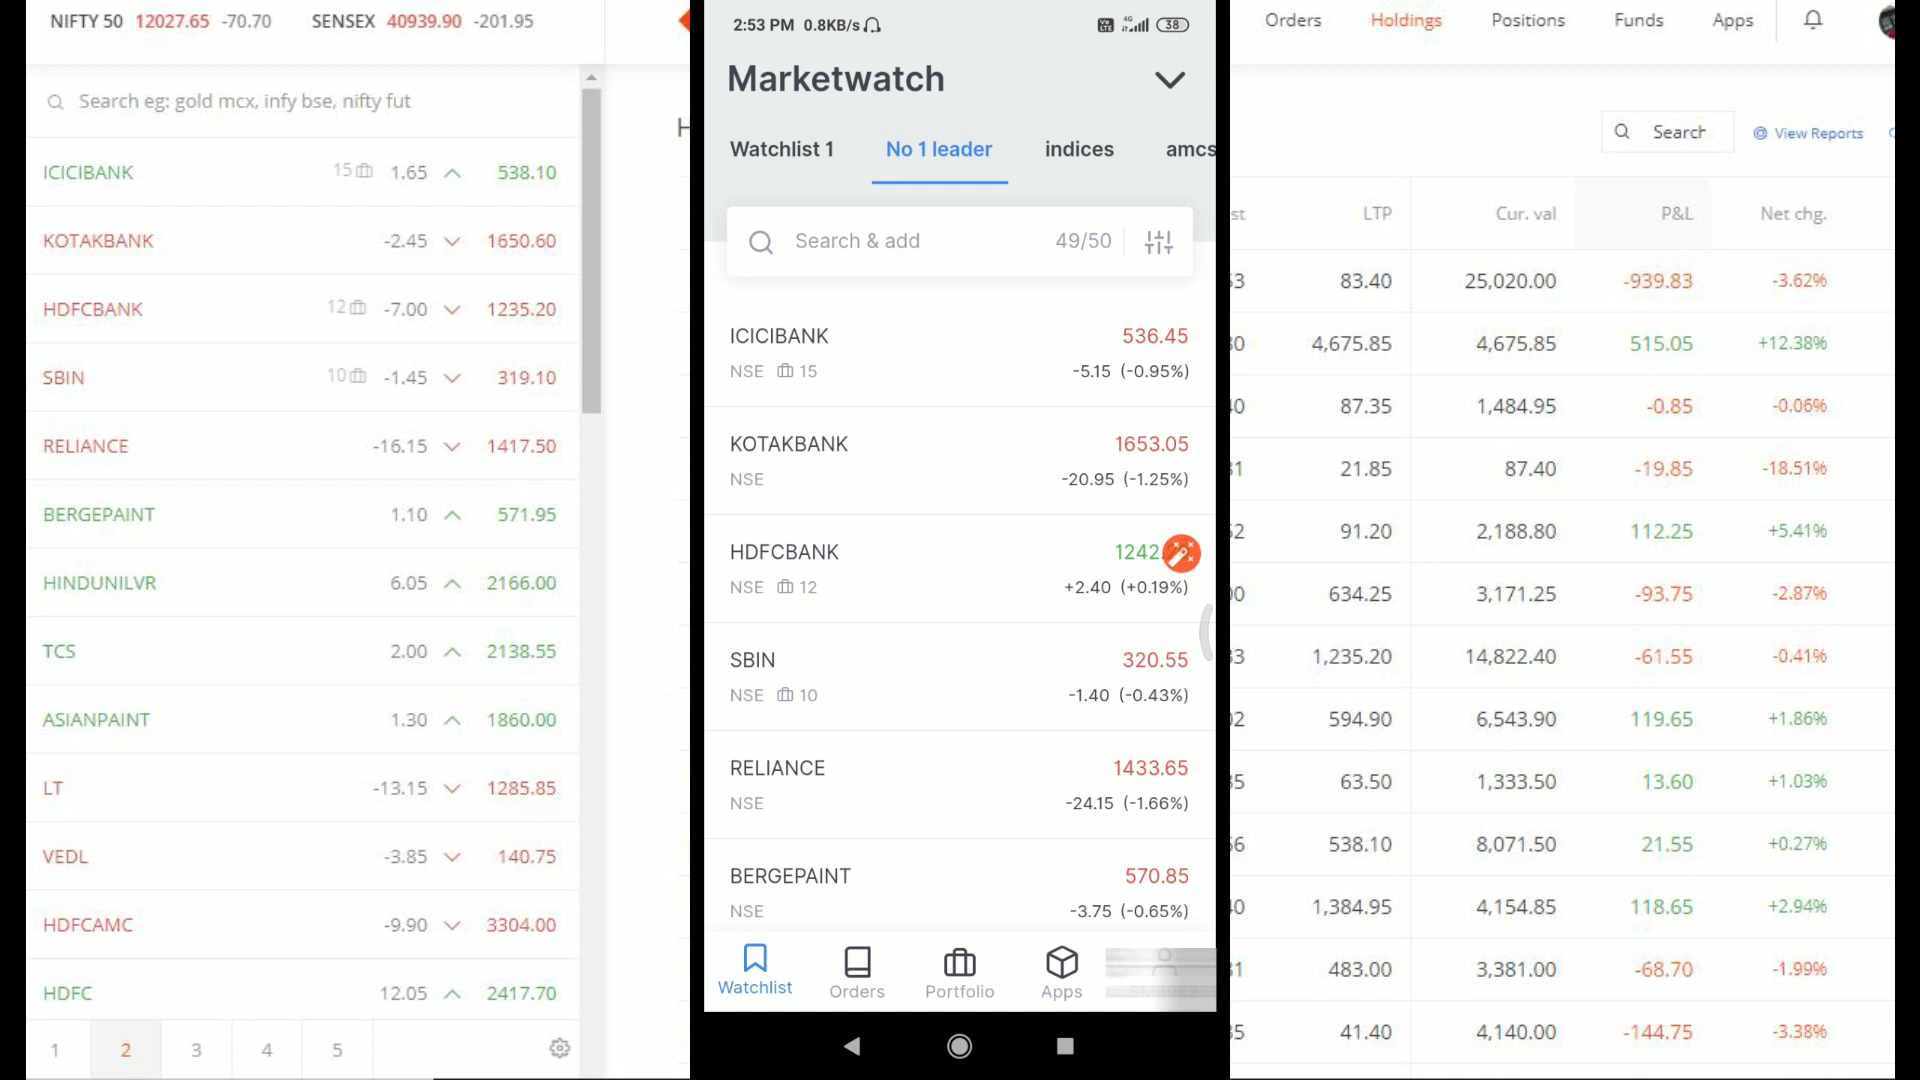 NIFTY 50 12027.65 -70.70 SENSEX 40939.90 -201.95
Search eg: gold mcx, infy bse, nifty fut
ICICIBANK 15 1.65 538.10
KOTAKBANK -2.45 1650.60
HDFCBANK 12 -7.00 1235.20
SBIN 10 -1.45 319.10
RELIANCE -16.15 1417.50
BERGEPAINT 1.10 571.95
HINDUNILVR 6.05 2166.00
TCS 2.00 2138.55
ASIANPAINT 1.30 1860.00
LT -13.15 1285.85
VEDL -3.85 140.75
HDFCAMC -9.90 3304.00
HDFC 12.05 2417.70
1 2 3 4 5
2:53 PM 0.8KB/s 4G 38
Marketwatch
Watchlist 1 No 1 leader indices amcs
Search & add 49/50
ICICIBANK 536.45
NSE 15 -5.15 (-0.95%)
KOTAKBANK 1653.05
NSE -20.95 (-1.25%)
HDFCBANK 1242.
NSE 12 +2.40 (+0.19%)
SBIN 320.55
NSE 10 -1.40 (-0.43%)
RELIANCE 1433.65
NSE -24.15 (-1.66%)
BERGEPAINT 570.85
NSE -3.75 (-0.65%)
Watchlist Orders Portfolio Apps
Orders Holdings Positions Funds Apps
Search View Reports
st LTP Cur. val P&L Net chg.
83.40 25,020.00 -939.83 -3.62%
4,675.85 4,675.85 515.05 +12.38%
87.35 1,484.95 -0.85 -0.06%
21.85 87.40 -19.85 -18.51%
91.20 2,188.80 112.25 +5.41%
634.25 3,171.25 -93.75 -2.87%
1,235.20 14,822.40 -61.55 -0.41%
594.90 6,543.90 119.65 +1.86%
63.50 1,333.50 13.60 +1.03%
538.10 8,071.50 21.55 +0.27%
1,384.95 4,154.85 118.65 +2.94%
483.00 3,381.00 -68.70 -1.99%
41.40 4,140.00 -144.75 -3.38%